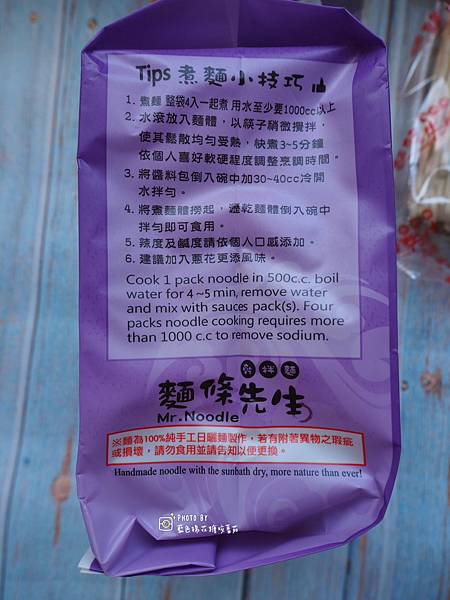 Tips 煮麵小技巧
1. 煮麵 整袋4入一起煮 用水至少要1000cc以上
2. 水滾放入麵體，以筷子稍微攪拌，
使其鬆散均勻受熱，快煮3~5分鐘
依個人喜好軟硬程度調整烹調時間。
3. 將醬料包倒入碗中加30~40cc冷開
水拌勻。
4. 將煮麵體撈起，瀝乾麵體倒入碗中
拌勻即可食用。
5. 辣度及鹹度請依個人口感添加。
6. 建議加入蔥花更添風味。
Cook 1 pack noodle in 500c.c. boil
water for 4 ~5 min, remove water
and mix with sauces pack(s). Four
packs noodle cooking requires more
than 1000 c.c to remove sodium.
乾拌麵
麵條先生
Mr.Noodle
※麵為100%純手工日曬麵製作，若有附著異物之瑕疵
或損壞，請勿食用並請告知以便更換。
Handmade noodle with the sunbath dry, more nature than ever!
PHOTO BY